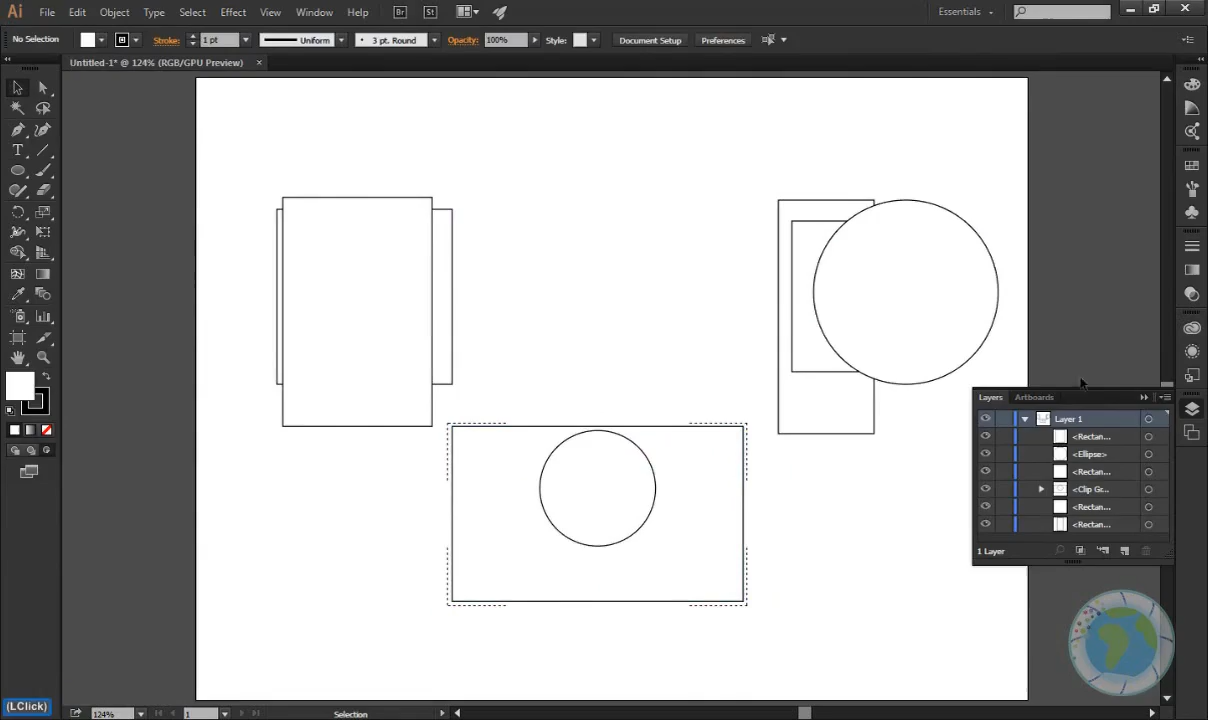 Ai File Edit Object Type Select Effect View Window Help Br St Essentials
No Selection Stroke: 1 pt Uniform 3 pt. Round Opacity: 100% Style: Document Setup Preferences
Untitled-1* @ 124% (RGB/GPU Preview) ×
T
Layers Artboards
Layer 1
<Rectan...
<Ellipse>
<Rectan...
<Clip Gr...
<Rectan...
<Rectan...
1 Layer
(LClick)
124% 1 Selection